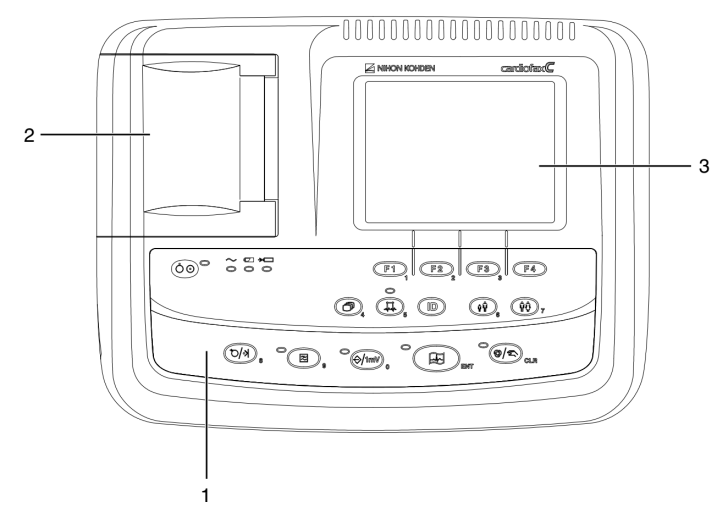 NIHON KOHDEN cardiofax C
2
3
F1 1 F2 2 F3 3 F4
4 5 ID 6 7
8 9 /1mV 0 ENT CLR
1